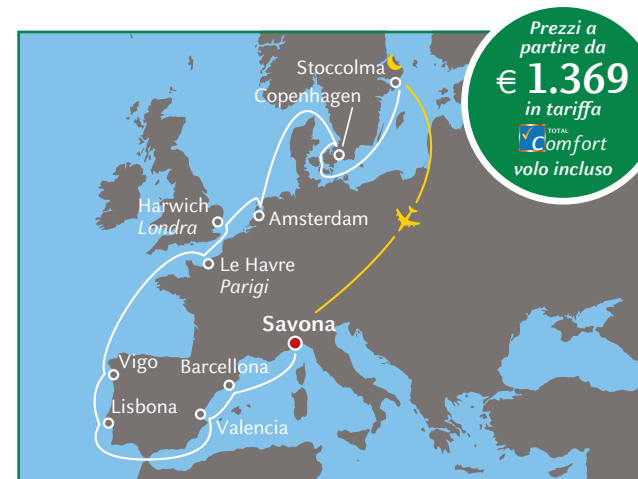 Prezzi a
partire da
€ 1.369
in tariffa
TOTAL
Comfort
volo incluso
Stoccolma
Copenhagen
Harwich
Londra
Amsterdam
Le Havre
Parigi
Savona
Vigo
Barcellona
Lisbona
Valencia